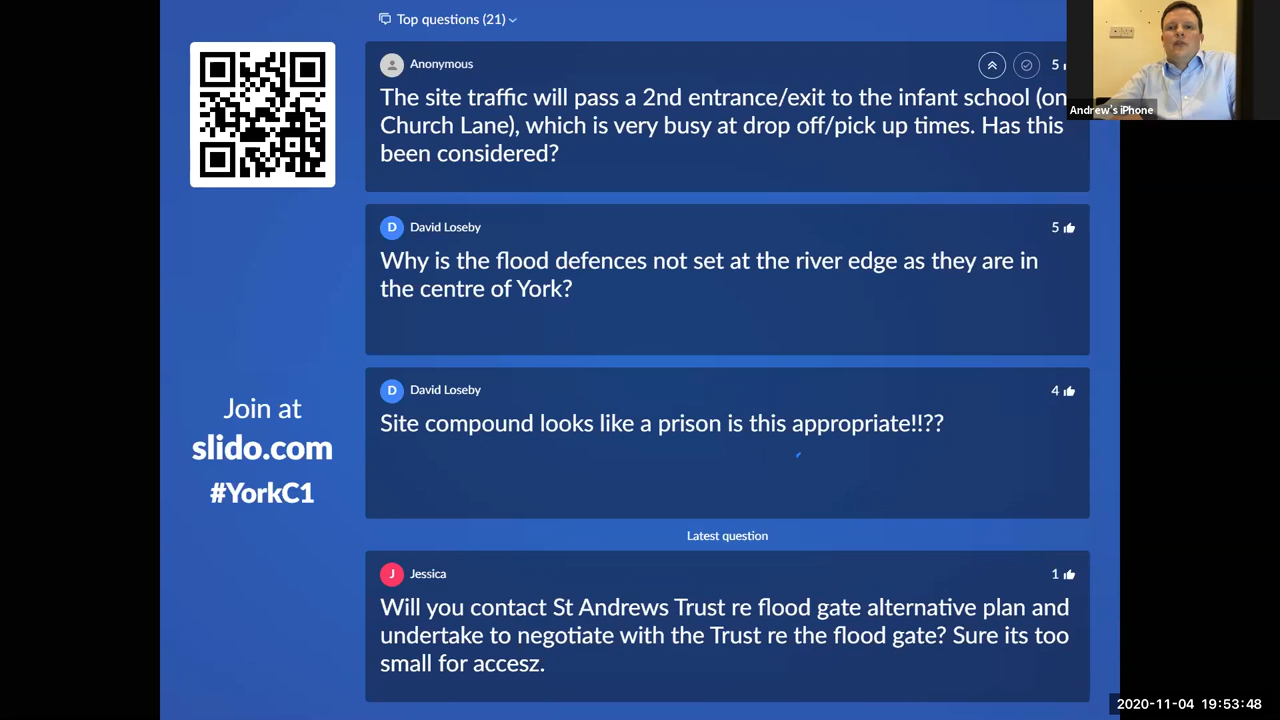 Top questions (21)
Anonymous
5
The site traffic will pass a 2nd entrance/exit to the infant school (on
Church Lane), which is very busy at drop off/pick up times. Has this
been considered?
Andrew's iPhone
David Loseby
5
Why is the flood defences not set at the river edge as they are in
the centre of York?
David Loseby
4
Site compound looks like a prison is this appropriate!!??
Join at
slido.com
#YorkC1
Latest question
J
Jessica
1
Will you contact St Andrews Trust re flood gate alternative plan and
undertake to negotiate with the Trust re the flood gate? Sure its too
small for accesz.
2020-11-04 19:53:48